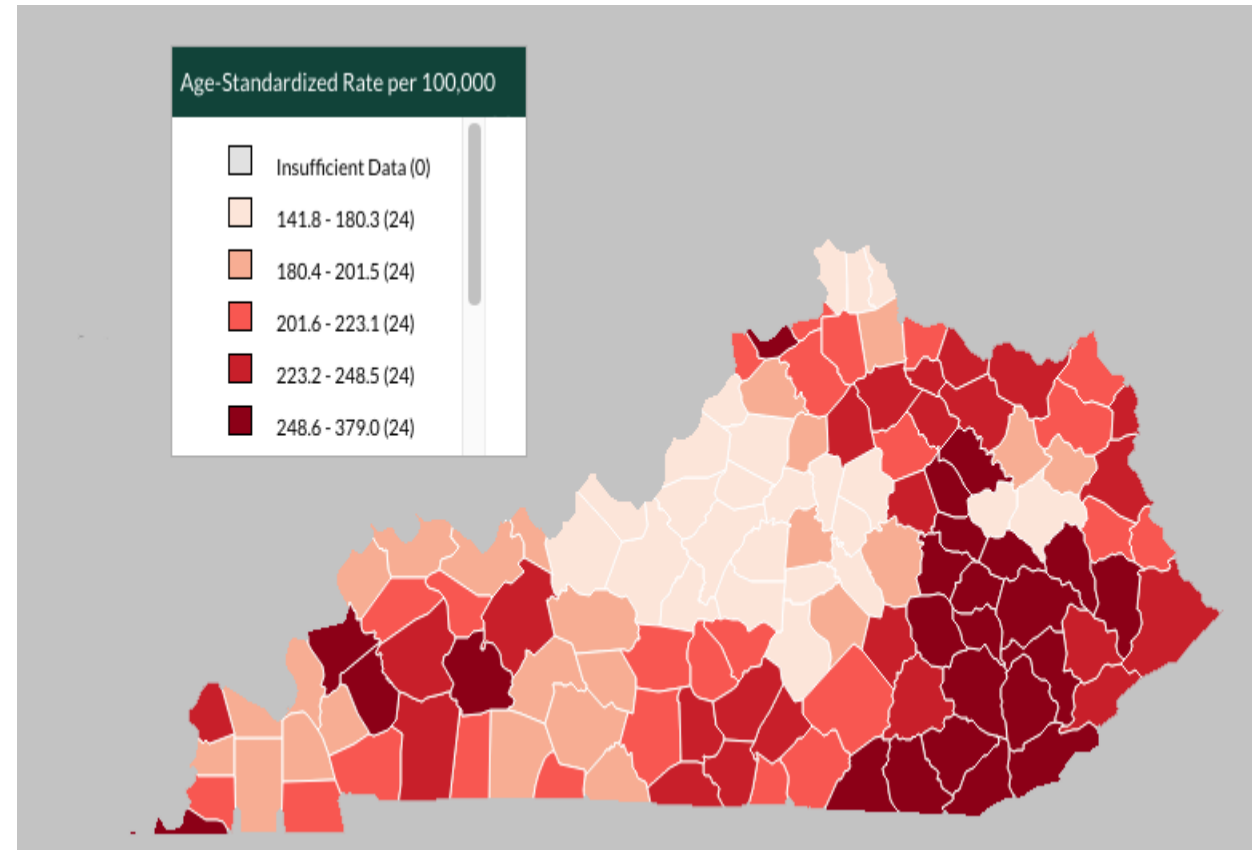 Age-Standardized Rate per 100,000
Insufficient Data (0)
141.8 - 180.3 (24)
180.4 - 201.5 (24)
201.6 - 223.1 (24)
223.2 - 248.5 (24)
248.6 - 379.0 (24)